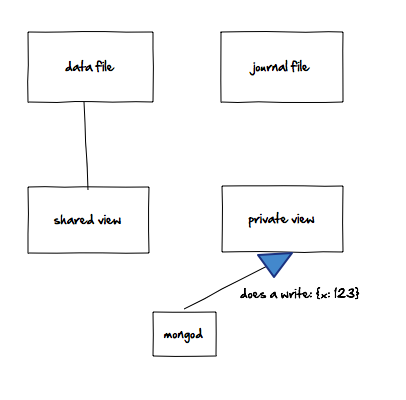 data file
journal file
shared view
private view
does a write: {x: 123}
mongod